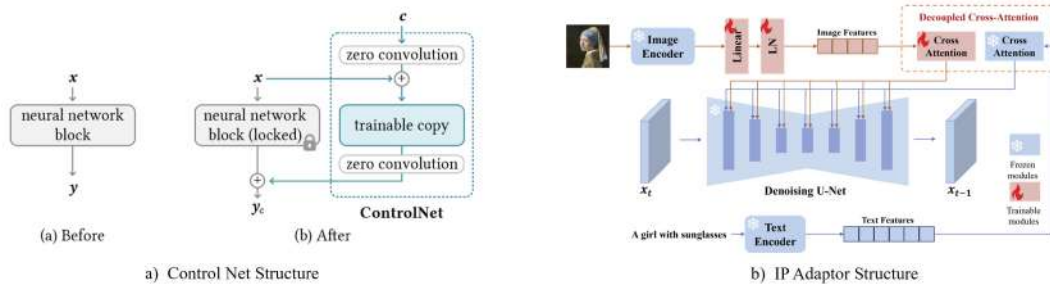 x
neural network
block
y
(a) Before
c
zero convolution
x
+
neural network
block (locked)
trainable copy
zero convolution
+
ControlNet
y_c
(b) After
a) Control Net Structure
Decoupled Cross-Attention
Image
Encoder
Linear
LN
Image Features
Cross
Attention
Cross
Attention
x_t
Denoising U-Net
x_{t-1}
Frozen
modules
Trainable
modules
A girl with sunglasses
Text
Encoder
Text Features
b) IP Adaptor Structure